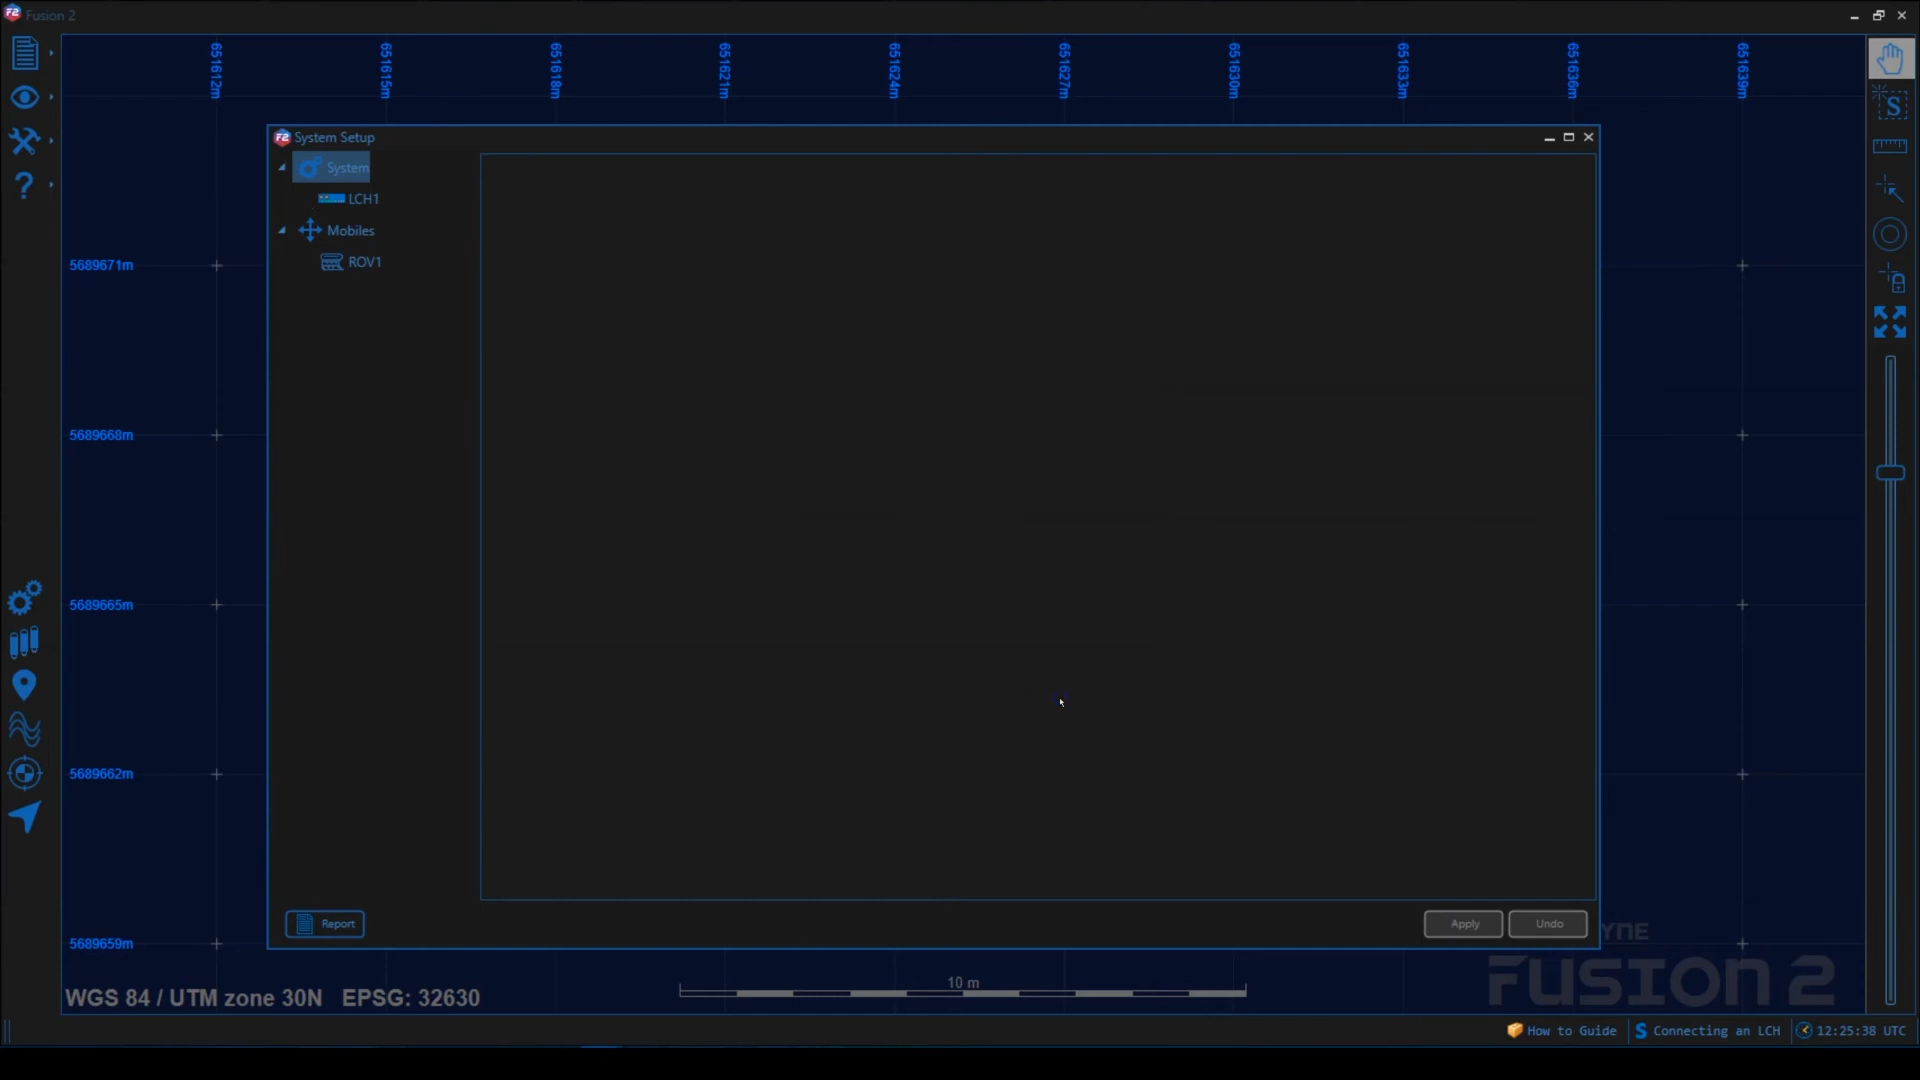 Fusion 2
651612m
651615m
651618m
651621m
651624m
651627m
651630m
651633m
651636m
651639m
System Setup
System
LCH1
Mobiles
ROV1
5689671m
5689668m
5689665m
5689662m
5689659m
Report
Apply
Undo
YNE
FUSION 2
10 m
WGS 84 / UTM zone 30N EPSG: 32630
How to Guide
Connecting an LCH
12:25:38 UTC